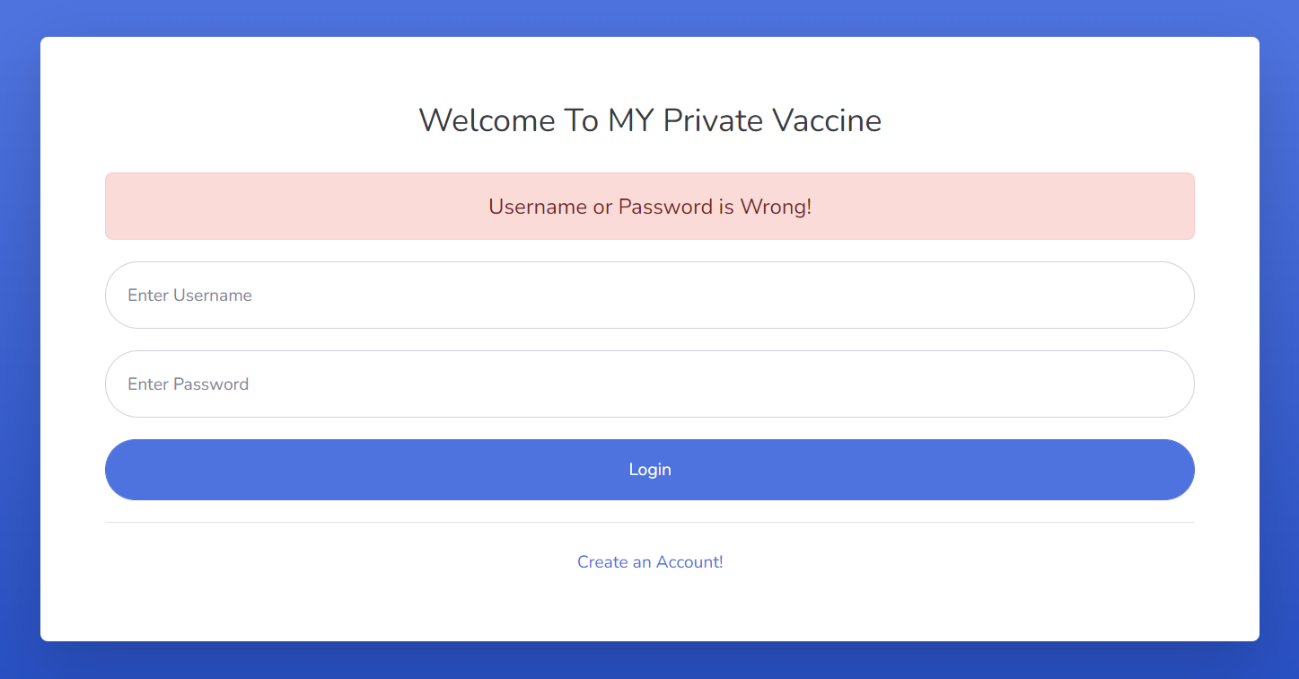 Welcome To MY Private Vaccine
Username or Password is Wrong!
Enter Username
Enter Password
Login
Create an Account!